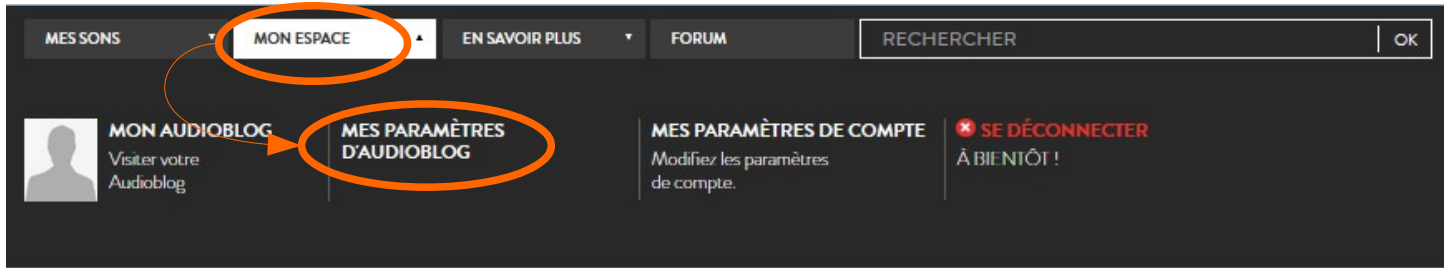 MES SONS
MON ESPACE
EN SAVOIR PLUS
FORUM
RECHERCHER
OK
MON AUDIOBLOG
Visiter votre
Audioblog
MES PARAMÈTRES
D'AUDIOBLOG
MES PARAMÈTRES DE COMPTE
Modifiez les paramètres
de compte.
SE DÉCONNECTER
À BIENTÔT !